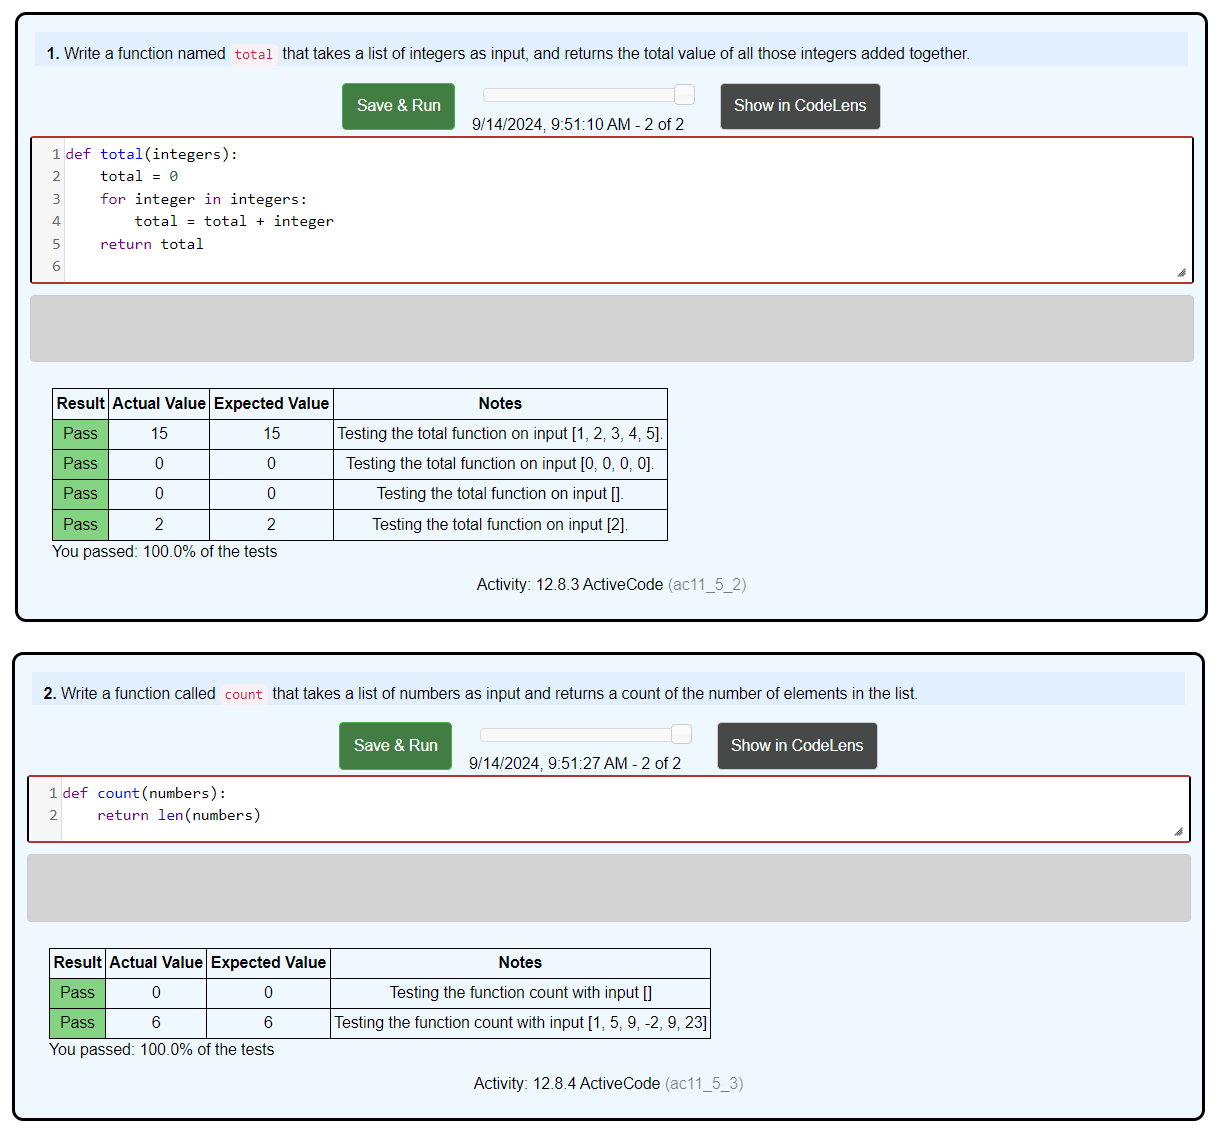 1. Write a function named total that takes a list of integers as input, and returns the total value of all those integers added together.
Save & Run
9/14/2024, 9:51:10 AM - 2 of 2
Show in CodeLens
1 def total(integers):
2     total = 0
3     for integer in integers:
4         total = total + integer
5     return total
6
Result Actual Value Expected Value Notes
Pass 15 15 Testing the total function on input [1, 2, 3, 4, 5].
Pass 0 0 Testing the total function on input [0, 0, 0, 0].
Pass 0 0 Testing the total function on input [].
Pass 2 2 Testing the total function on input [2].
You passed: 100.0% of the tests
Activity: 12.8.3 ActiveCode (ac11_5_2)
2. Write a function called count that takes a list of numbers as input and returns a count of the number of elements in the list.
Save & Run
9/14/2024, 9:51:27 AM - 2 of 2
Show in CodeLens
1 def count(numbers):
2     return len(numbers)
Result Actual Value Expected Value Notes
Pass 0 0 Testing the function count with input []
Pass 6 6 Testing the function count with input [1, 5, 9, -2, 9, 23]
You passed: 100.0% of the tests
Activity: 12.8.4 ActiveCode (ac11_5_3)